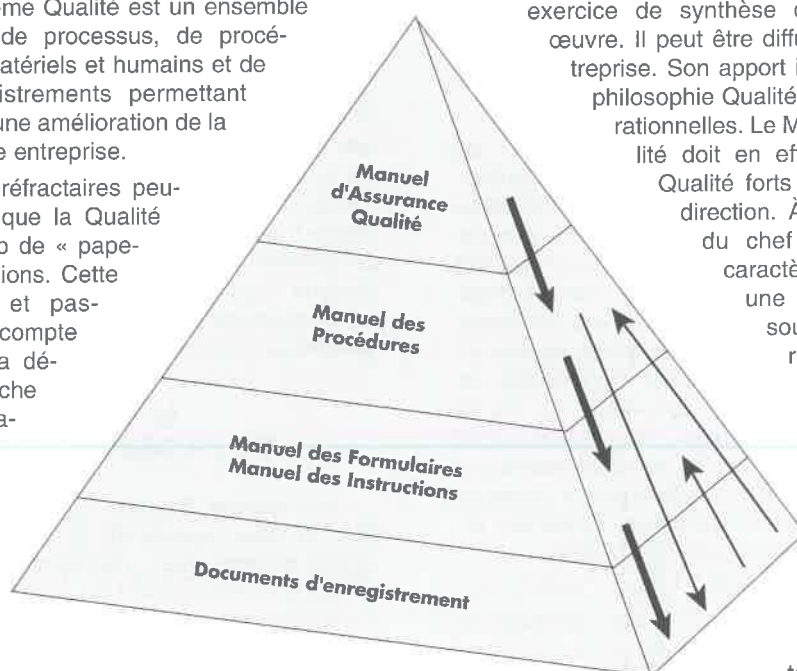 ème Qualité est un ensemble
de processus, de procé-
atériels et humains et de
istrements permettant
une amélioration de la
e entreprise.
réfractaires peu-
que la Qualité
p de « pape-
ions. Cette
et pas-
compte
a dé-
che
a-
Manuel
d'Assurance
Qualité
Manuel des
Procédures
Manuel des Formulaires
Manuel des Instructions
Documents d'enregistrement
exercice de synthèse
œuvre. Il peut être diffu
treprise. Son apport i
philosophie Qualité
rationnelles. Le M
lité doit en ef
Qualité forts
direction. À
du chef
caractè
une
sou
r